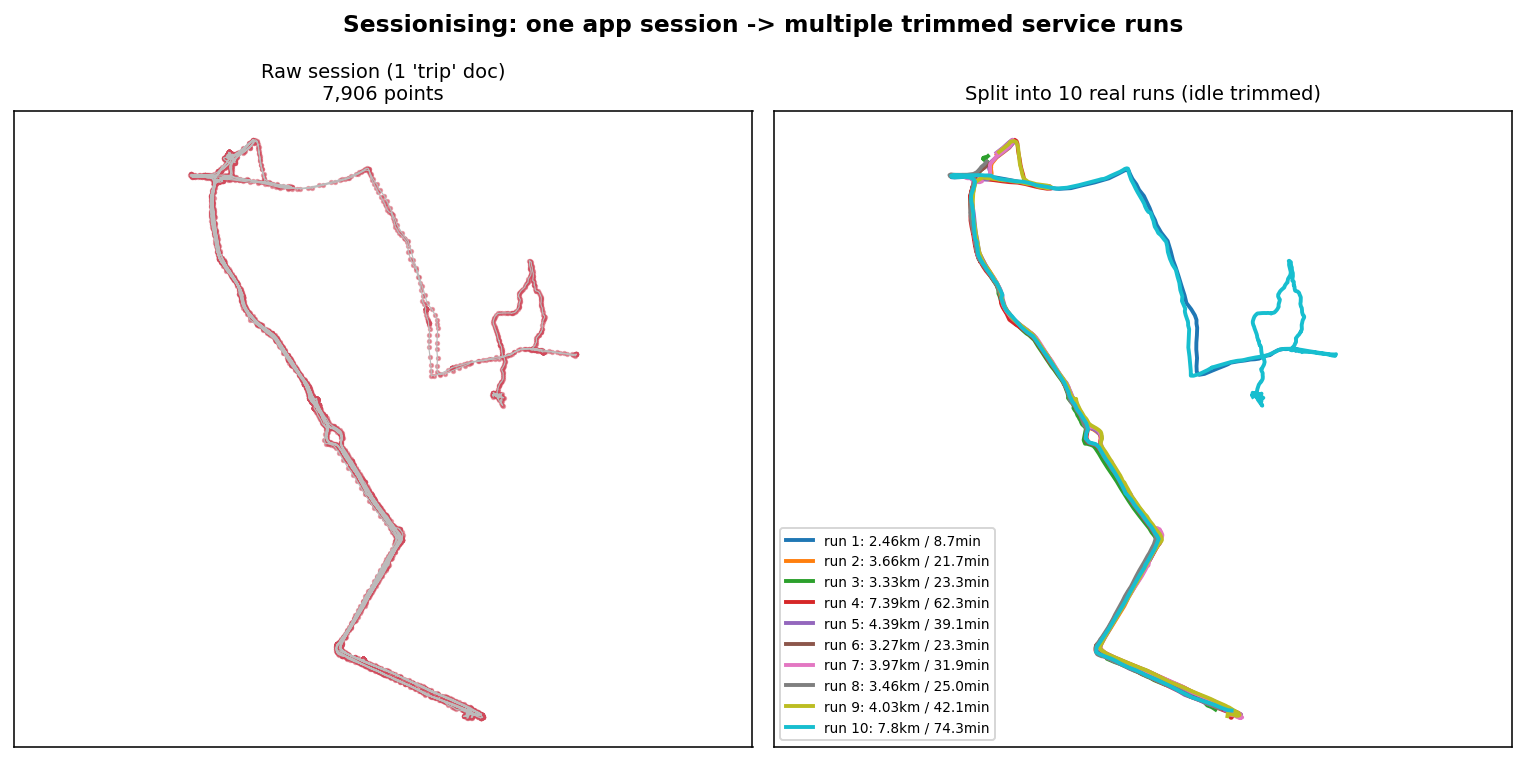 Sessionising: one app session -> multiple trimmed service runs
Raw session (1 'trip' doc)
7,906 points
Split into 10 real runs (idle trimmed)
run 1: 2.46km / 8.7min
run 2: 3.66km / 21.7min
run 3: 3.33km / 23.3min
run 4: 7.39km / 62.3min
run 5: 4.39km / 39.1min
run 6: 3.27km / 23.3min
run 7: 3.97km / 31.9min
run 8: 3.46km / 25.0min
run 9: 4.03km / 42.1min
run 10: 7.8km / 74.3min